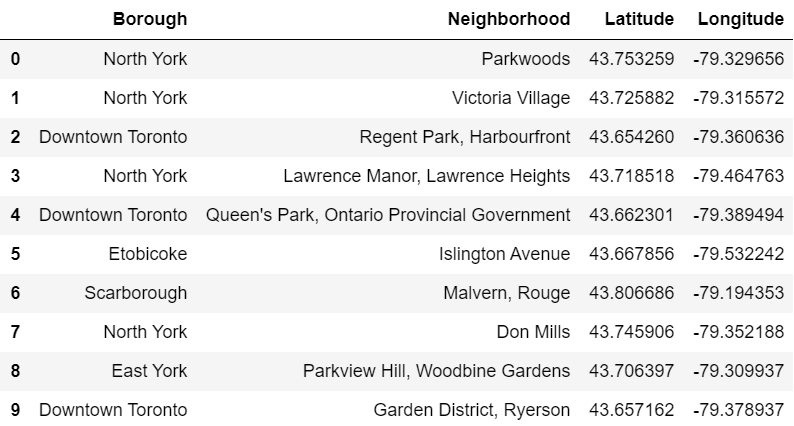 Borough Neighborhood Latitude Longitude
0 North York Parkwoods 43.753259 -79.329656
1 North York Victoria Village 43.725882 -79.315572
2 Downtown Toronto Regent Park, Harbourfront 43.654260 -79.360636
3 North York Lawrence Manor, Lawrence Heights 43.718518 -79.464763
4 Downtown Toronto Queen's Park, Ontario Provincial Government 43.662301 -79.389494
5 Etobicoke Islington Avenue 43.667856 -79.532242
6 Scarborough Malvern, Rouge 43.806686 -79.194353
7 North York Don Mills 43.745906 -79.352188
8 East York Parkview Hill, Woodbine Gardens 43.706397 -79.309937
9 Downtown Toronto Garden District, Ryerson 43.657162 -79.378937